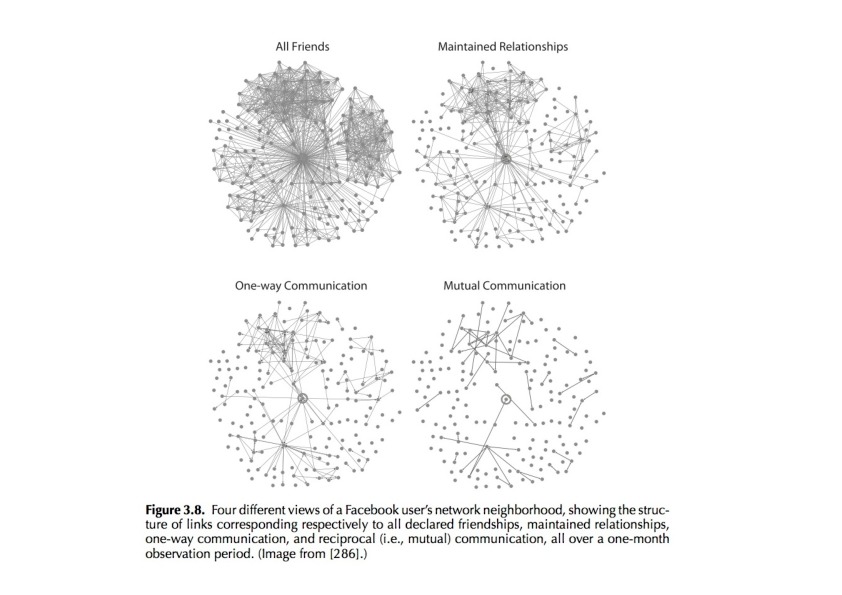 All Friends
Maintained Relationships
One-way Communication
Mutual Communication
Figure 3.8. Four different views of a Facebook user's network neighborhood, showing the struc-
ture of links corresponding respectively to all declared friendships, maintained relationships,
one-way communication, and reciprocal (i.e., mutual) communication, all over a one-month
observation period. (Image from [286].)